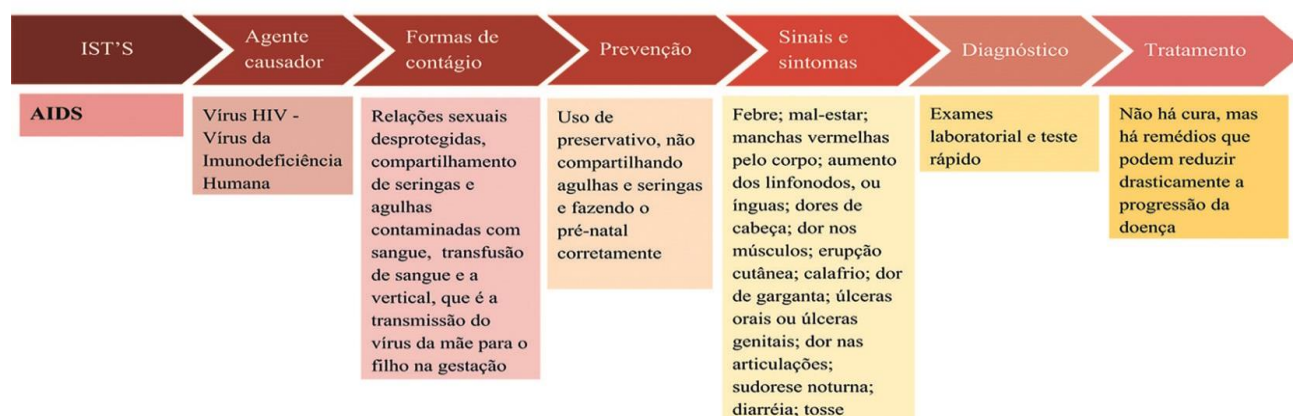 IST'S
Agente
causador
Formas de
contágio
Prevenção
Sinais e
sintomas
Diagnóstico
Tratamento
AIDS
Vírus HIV -
Vírus da
Imunodeficiência
Humana
Relações sexuais
desprotegidas,
compartilhamento
de seringas e
agulhas
contaminadas com
sangue, transfusão
de sangue e a
vertical, que é a
transmissão do
vírus da mãe para o
filho na gestação
Uso de
preservativo, não
compartilhando
agulhas e seringas
e fazendo o
pré-natal
corretamente
Febre; mal-estar;
manchas vermelhas
pelo corpo; aumento
dos linfonodos, ou
ínguas; dores de
cabeça; dor nos
músculos; erupção
cutânea; calafrio; dor
de garganta; úlceras
orais ou úlceras
genitais; dor nas
articulações;
sudorese noturna;
diarréia; tosse
Exames
laboratorial e teste
rápido
Não há cura, mas
há remédios que
podem reduzir
drasticamente a
progressão da
doença